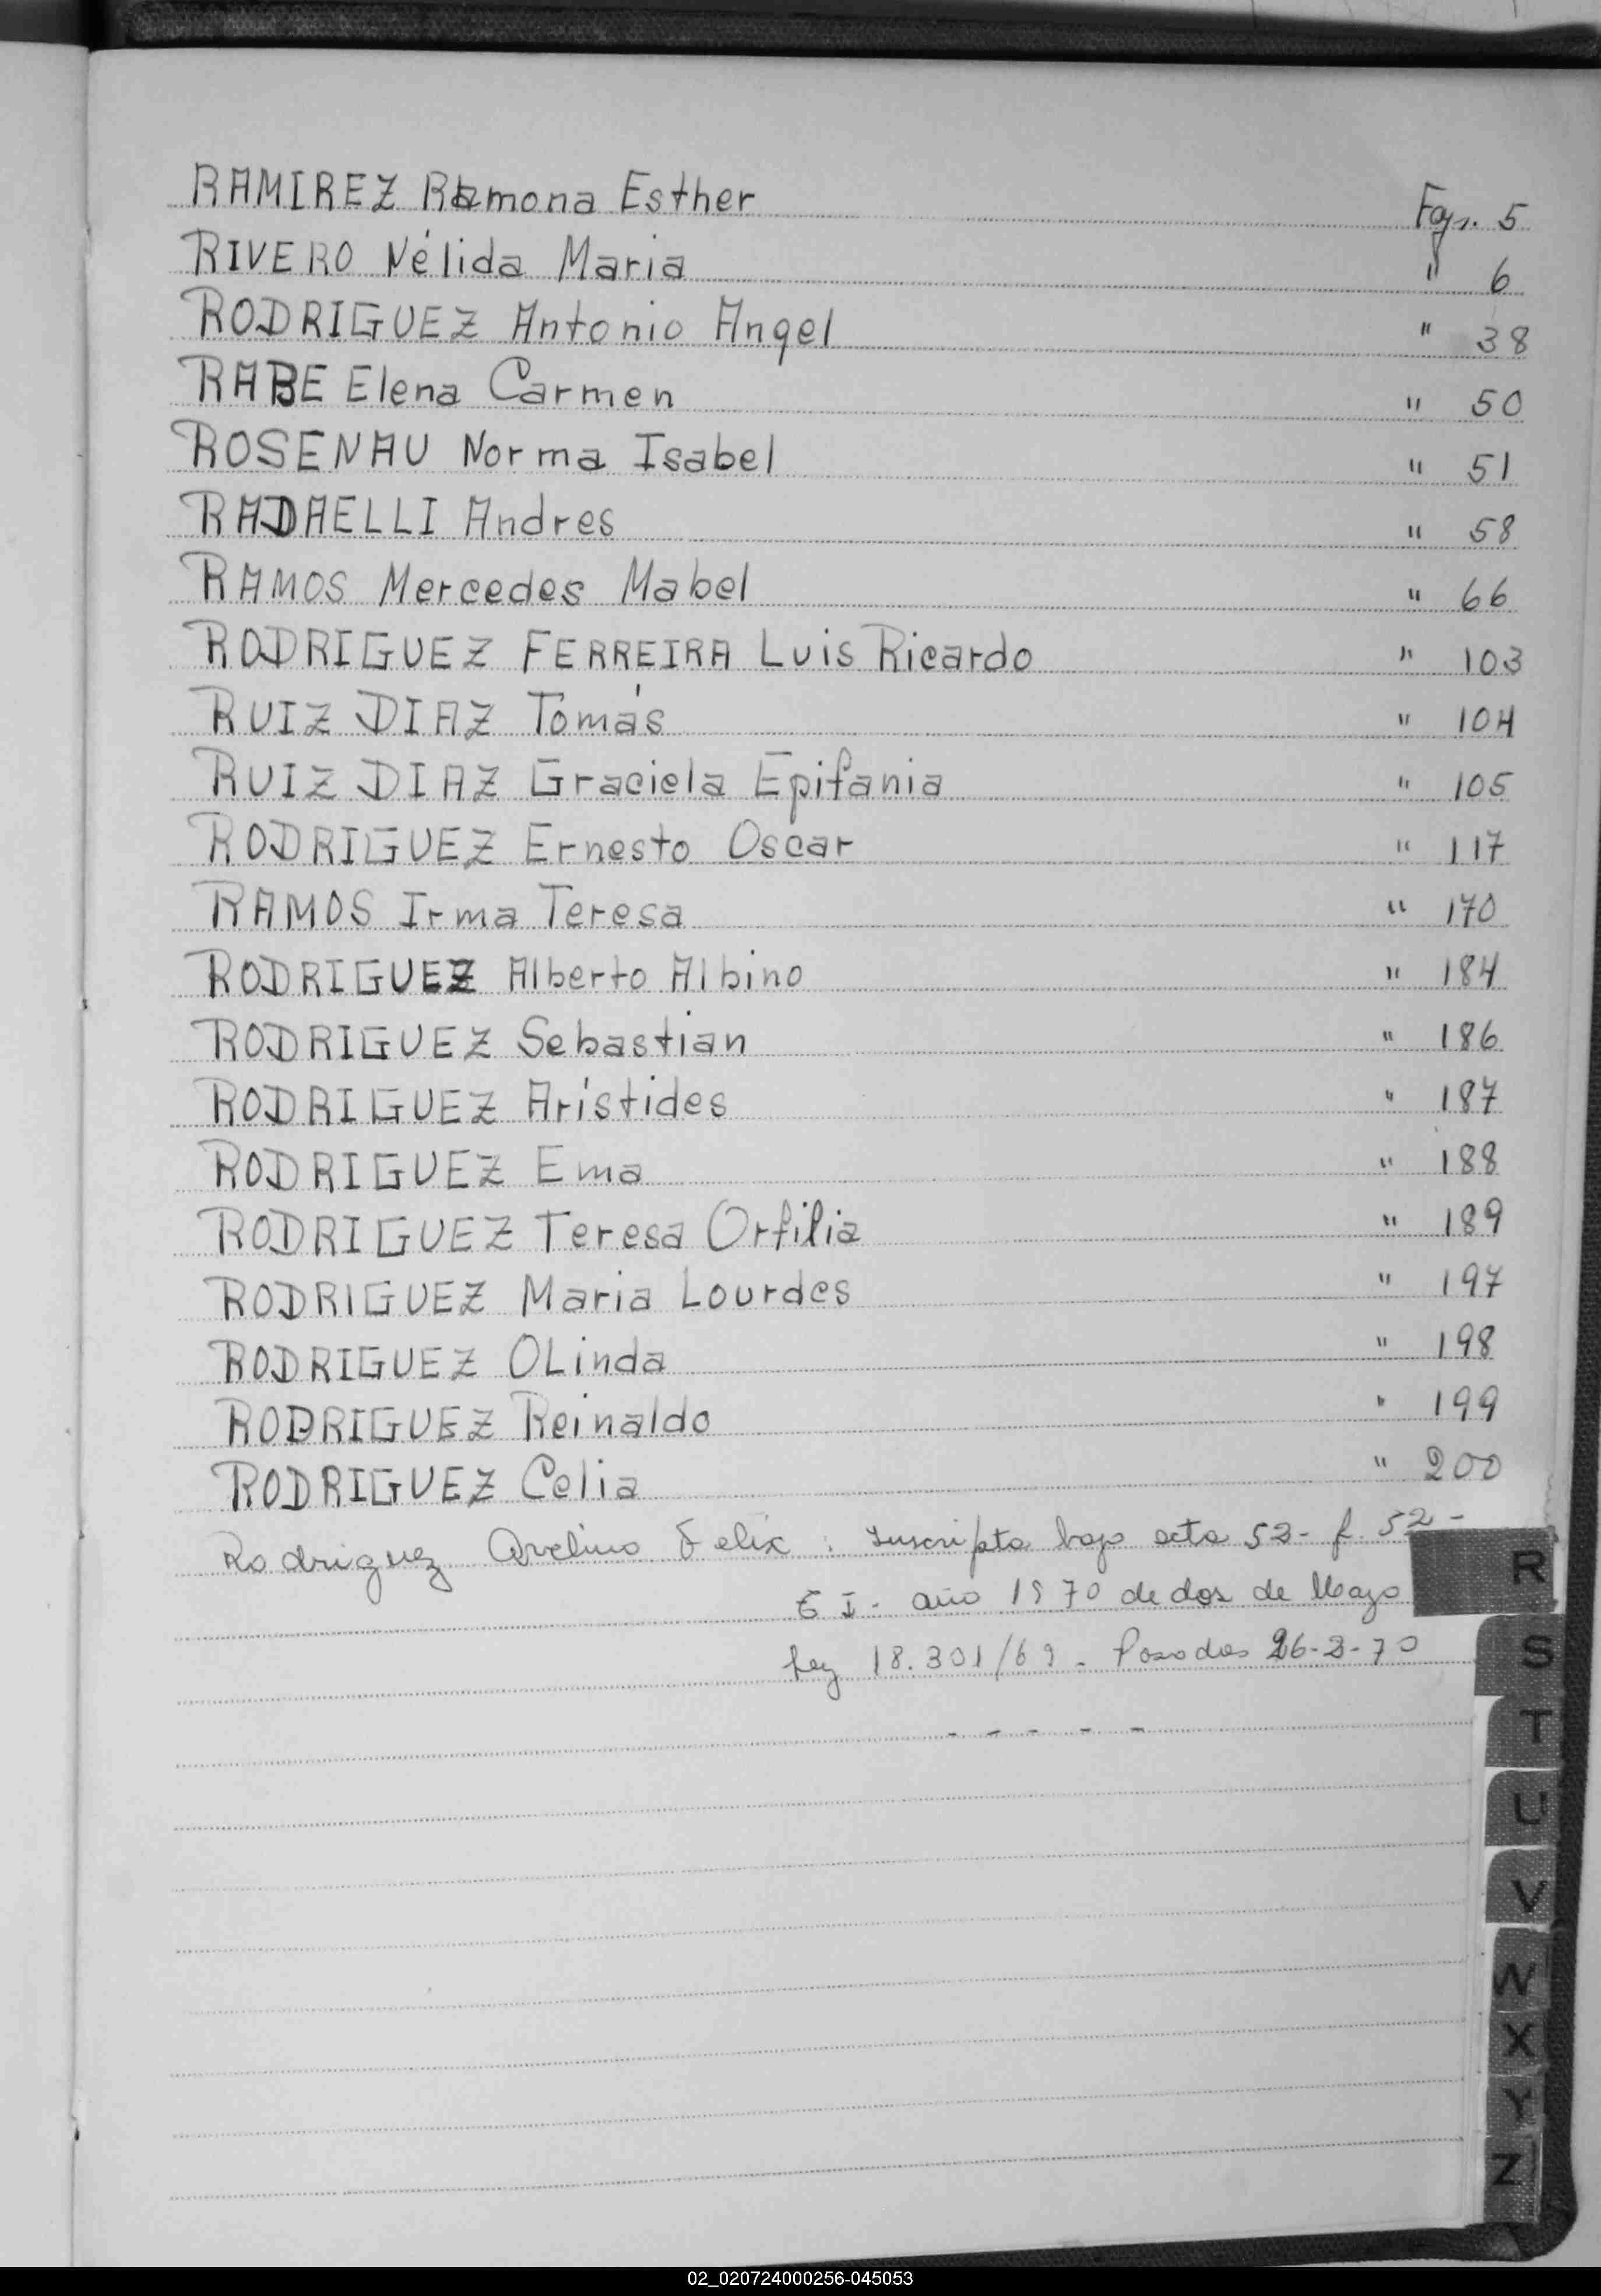 RAMIREZ Ramona Esther Fojs. 5
RIVERO Nélida Maria " 6
RODRIGUEZ Antonio Angel " 38
RABE Elena Carmen " 50
ROSENAU Norma Isabel " 51
RADAELLI Andres " 58
RAMOS Mercedes Mabel " 66
RODRIGUEZ FERREIRA Luis Ricardo " 103
RUIZ DIAZ Tomás " 104
RUIZ DIAZ Graciela Epifania " 105
RODRIGUEZ Ernesto Oscar " 117
RAMOS Irma Teresa " 170
RODRIGUEZ Alberto Albino " 184
RODRIGUEZ Sebastian " 186
RODRIGUEZ Arístides " 187
RODRIGUEZ Ema " 188
RODRIGUEZ Teresa Orfilia " 189
RODRIGUEZ Maria Lourdes " 197
RODRIGUEZ OLinda " 198
RODRIGUEZ Reinaldo " 199
RODRIGUEZ Celia " 200
Rodriguez Avelino Felix : Inscripta bajo acta 52- f. 52-
R
año 1970 de dos de Mayo
S
Ley 18.301/69 - Posadas 26-2-70
- - - - -
T
U
V
W
X
Y
Z
02_020724000256-045053